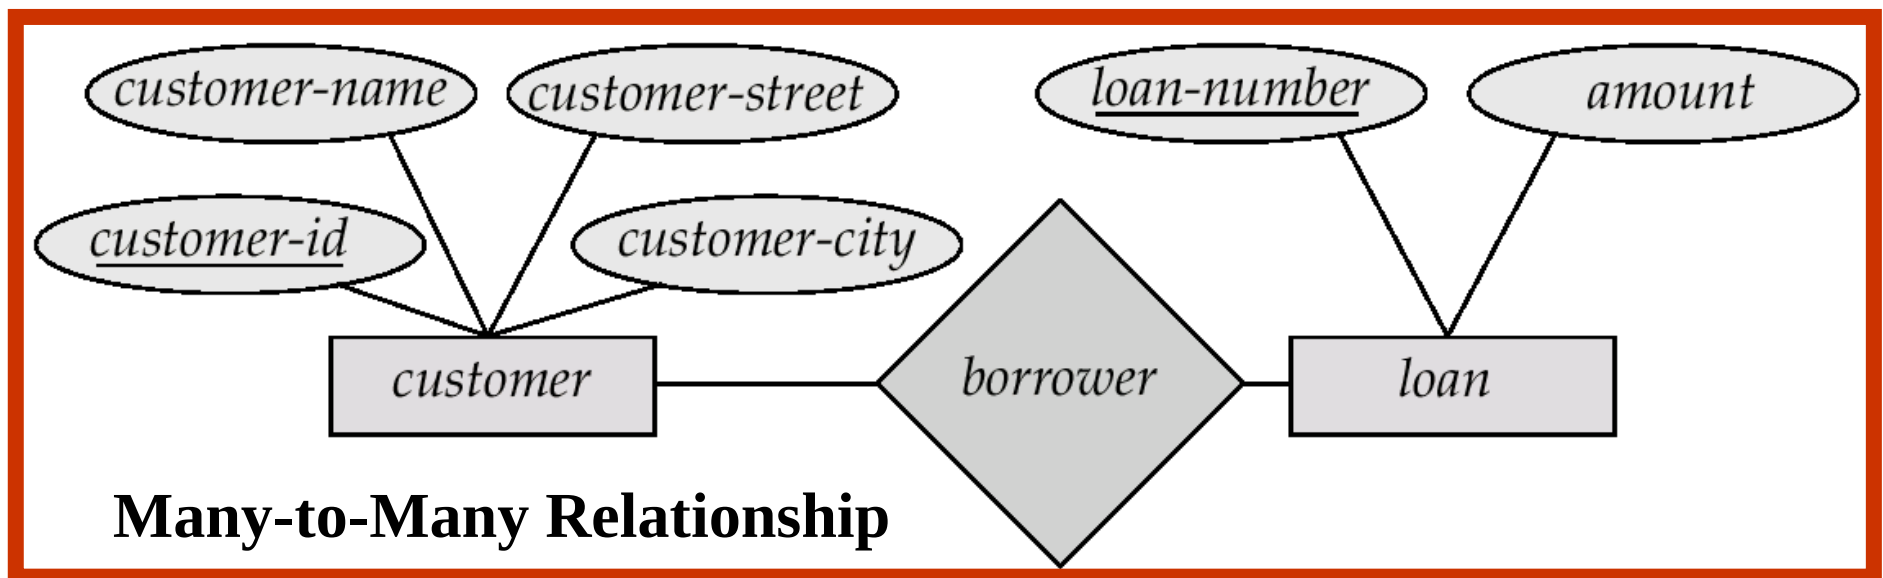 customer-name customer-street loan-number amount
customer-id customer-city
customer borrower loan
Many-to-Many Relationship